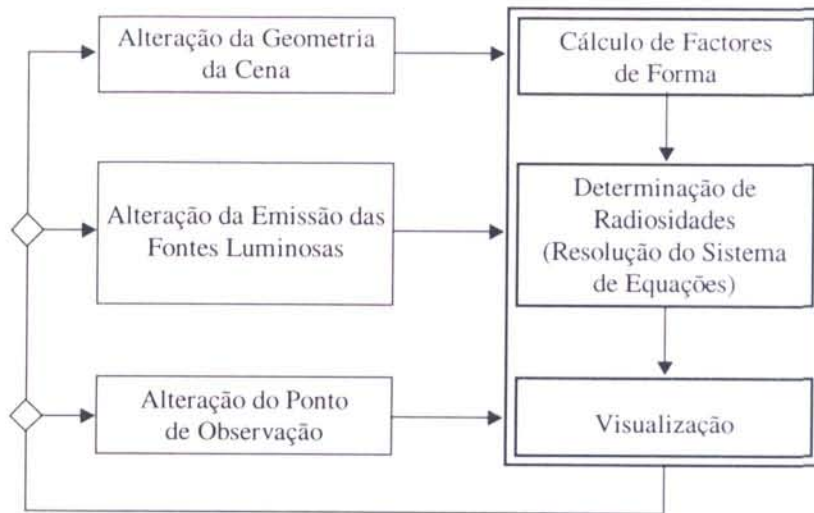 Alteração da Geometria
da Cena
Cálculo de Factores
de Forma
Alteração da Emissão das
Fontes Luminosas
Determinação de
Radiosidades
(Resolução do Sistema
de Equações)
Alteração do Ponto
de Observação
Visualização